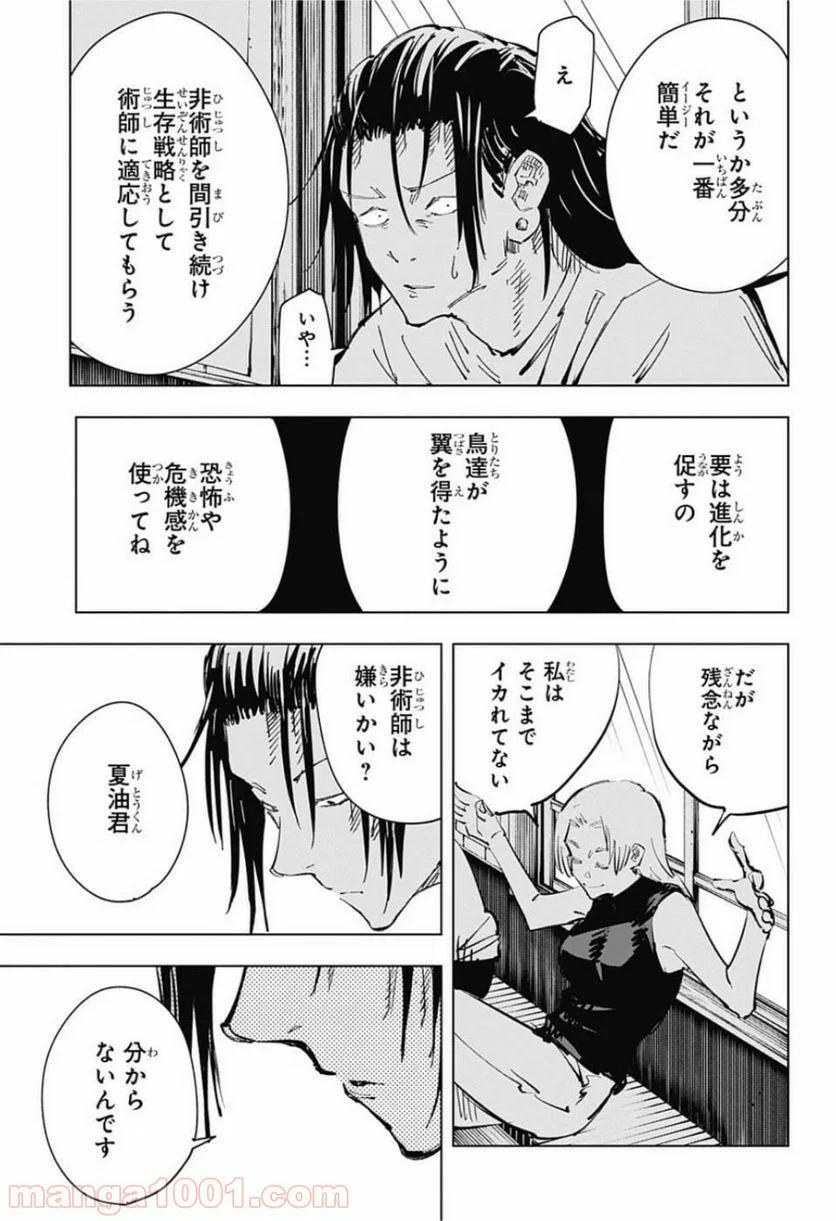 え
いや…
というか多分
それが一番
簡単だ
非術師を間引き続け
生存戦略として
術師に適応してもらう
要は進化を
促すの
鳥達が
翼を得たように
恐怖や
危機感を
使ってね
だが
残念ながら
私は
そこまで
イカれてない
非術師は
嫌いかい?
夏油君
分から
ないんです
manga1001.com